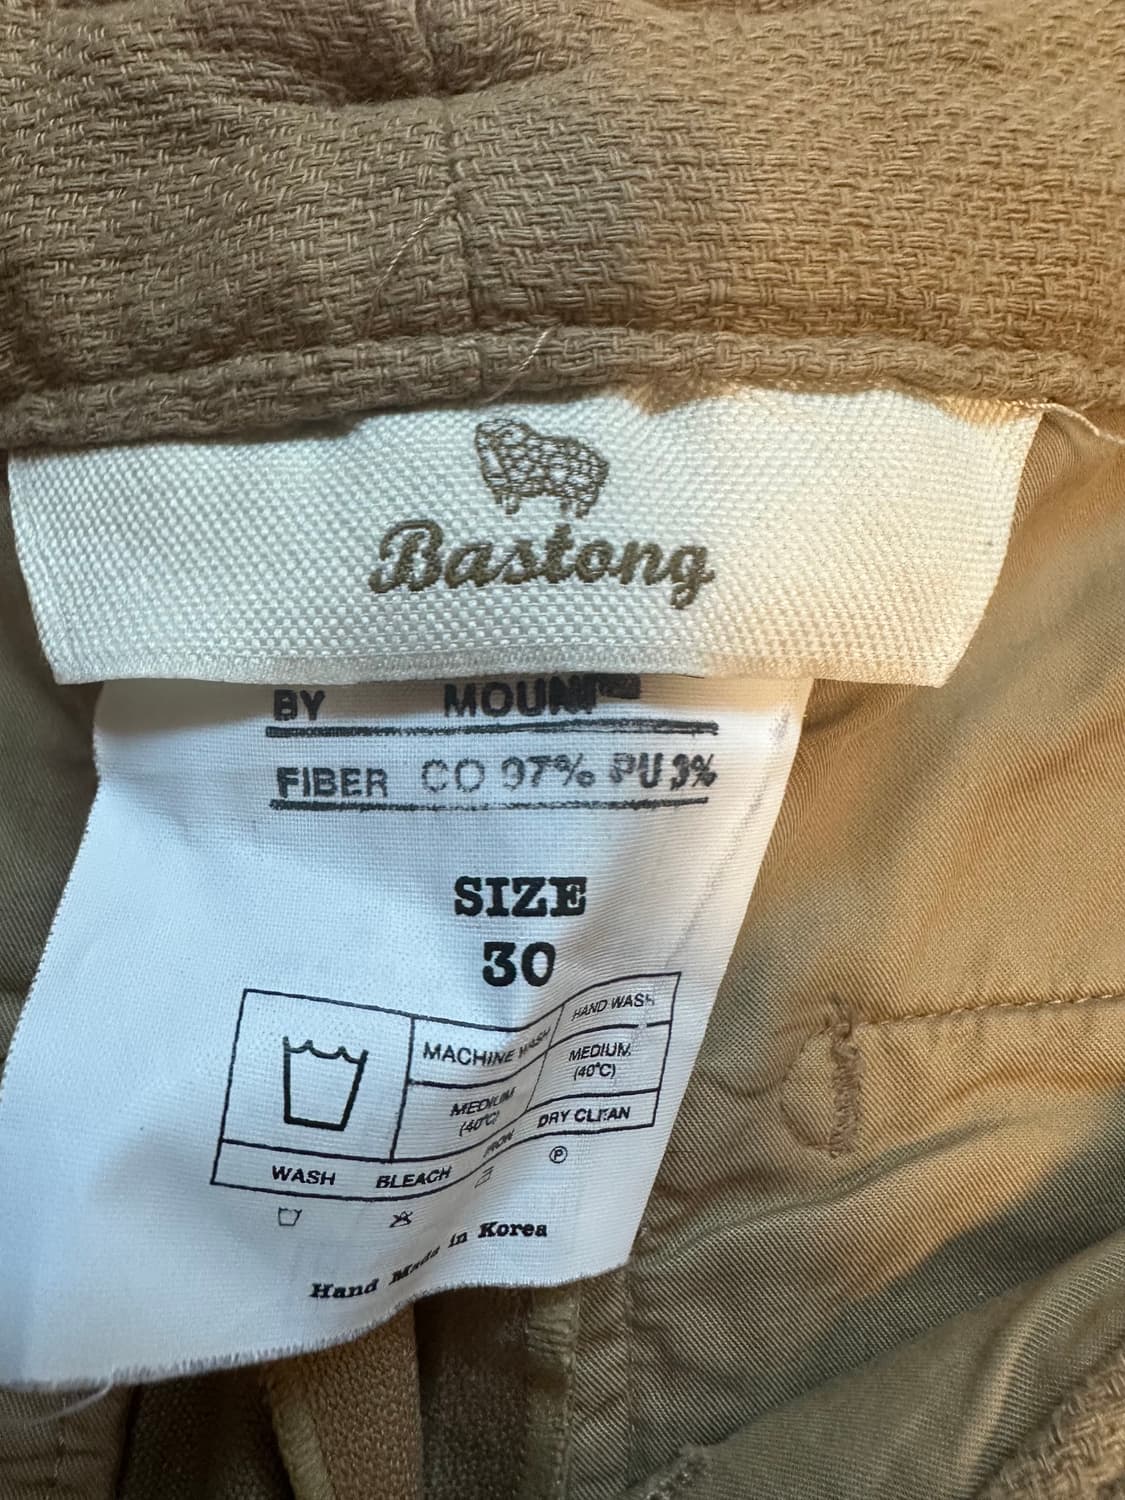 Bastong
BY MOUNT
FIBER CO 97% PU 3%
SIZE
30
MACHINE WASH HAND WASH
MEDIUM MEDIUM
(40°C) (40°C)
WASH BLEACH IRON DRY CLEAN
P
Hand Made in Korea